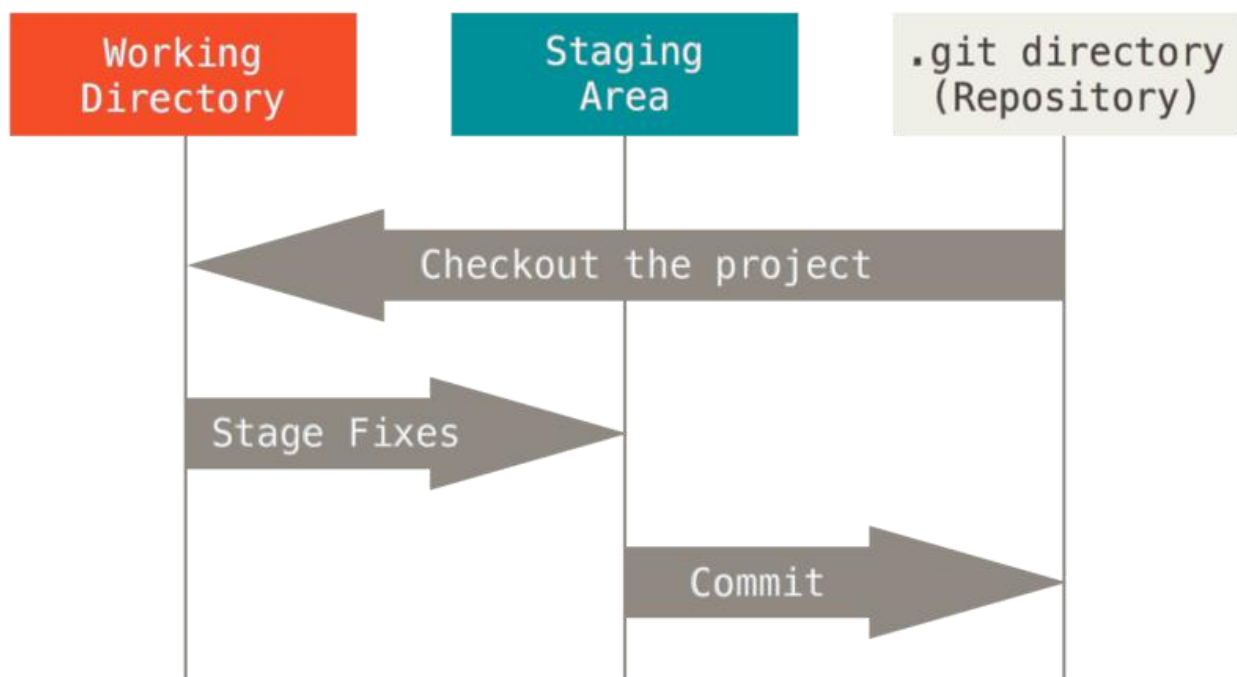 Working
Directory
Staging
Area
.git directory
(Repository)
Checkout the project
Stage Fixes
Commit